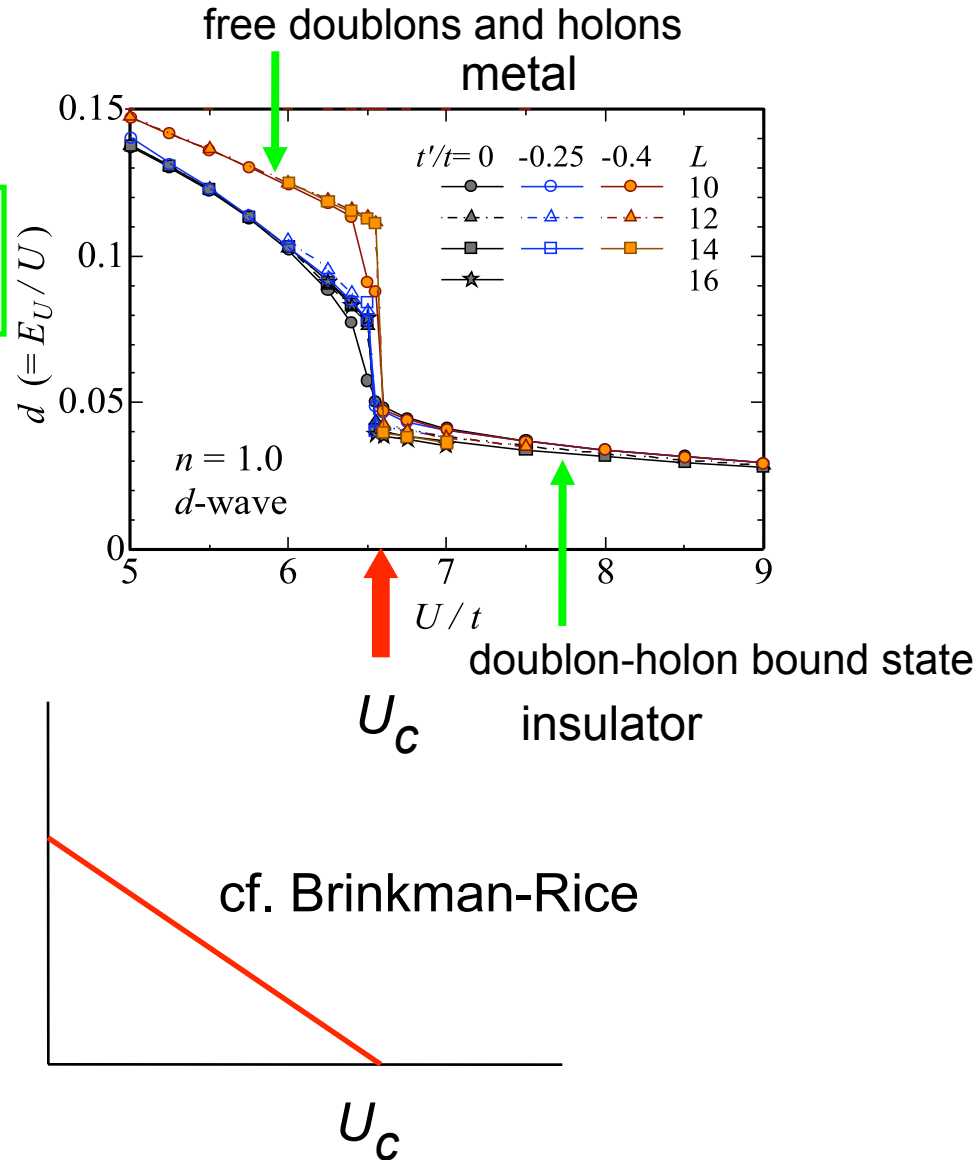 free doublons and holons
metal
0.15
0.1
0.05
0
d (= E_U / U)
t'/t= 0 -0.25 -0.4 L
10
12
14
16
n = 1.0
d-wave
5 6 7 8 9
U / t
doublon-holon bound state
U_c insulator
cf. Brinkman-Rice
U_c